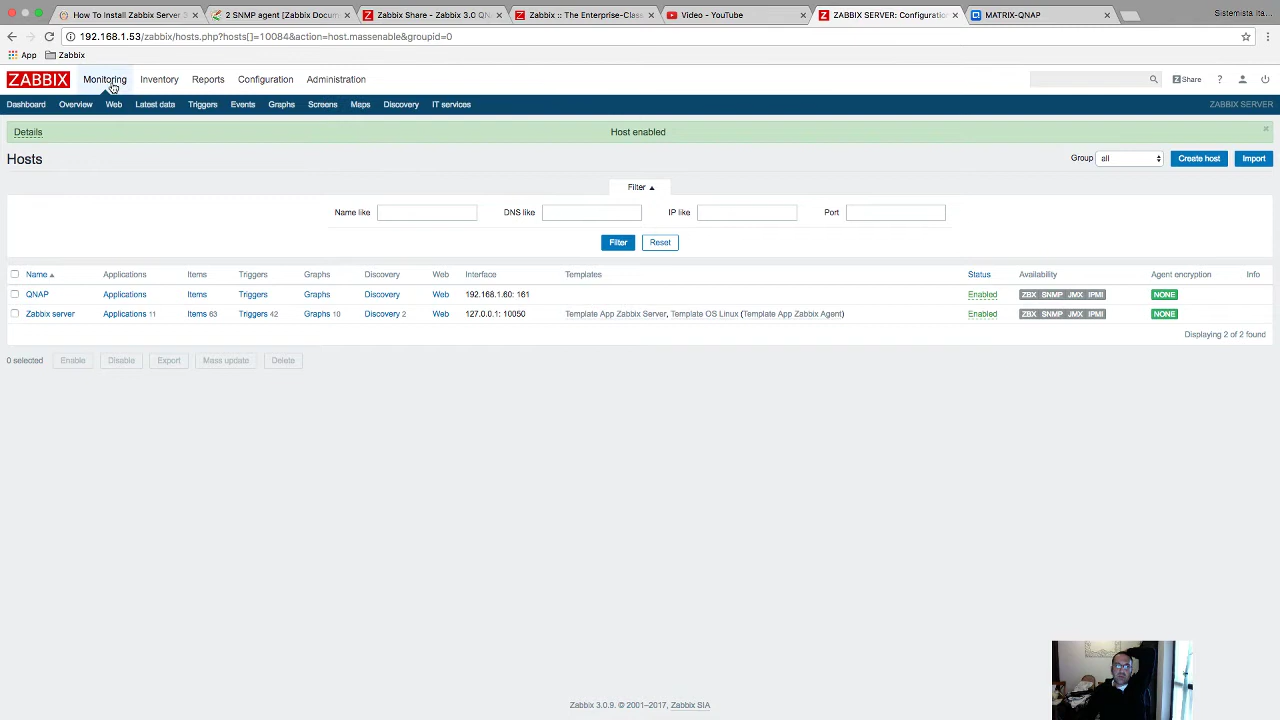 How To Install Zabbix Server 3
2 SNMP agent [Zabbix Docum
Zabbix Share - Zabbix 3.0 QN
Zabbix :: The Enterprise-Clas
Video - YouTube
ZABBIX SERVER: Configuratio
MATRIX-QNAP
Sistemista Ita
192.168.1.53/zabbix/hosts.php?hosts[]=10084&action=host.massenable&groupid=0
App Zabbix
ZABBIX Monitoring Inventory Reports Configuration Administration Z Share ?
Dashboard Overview Web Latest data Triggers Events Graphs Screens Maps Discovery IT services ZABBIX SERVER
Details Host enabled
Hosts Group all Create host Import
Filter
Name like DNS like IP like Port
Filter Reset
Name Applications Items Triggers Graphs Discovery Web Interface Templates Status Availability Agent encryption Info
QNAP Applications Items Triggers Graphs Discovery Web 192.168.1.60: 161 Enabled ZBX SNMP JMX IPMI NONE
Zabbix server Applications 11 Items 63 Triggers 42 Graphs 10 Discovery 2 Web 127.0.0.1: 10050 Template App Zabbix Server, Template OS Linux (Template App Zabbix Agent) Enabled ZBX SNMP JMX IPMI NONE
Displaying 2 of 2 found
0 selected Enable Disable Export Mass update Delete
Zabbix 3.0.9. © 2001–2017, Zabbix SIA